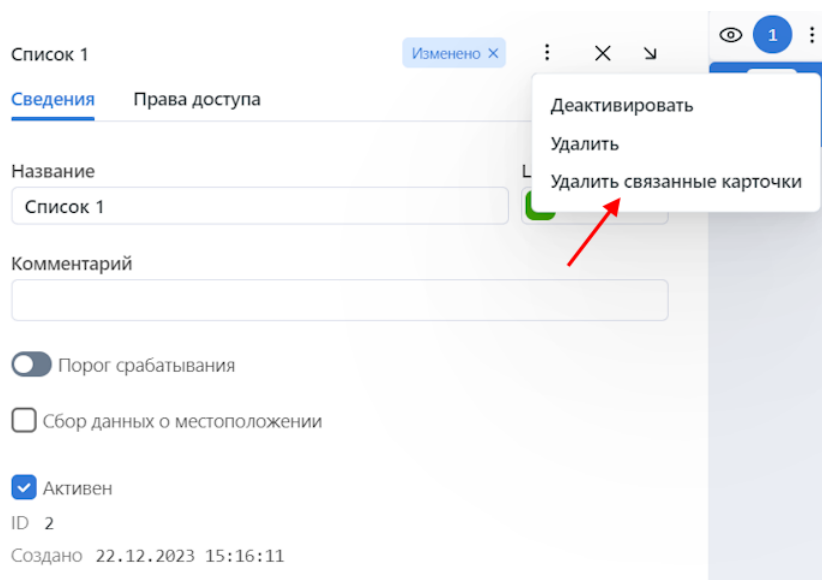 Список 1
Изменено ×
1
Сведения
Права доступа
Деактивировать
Удалить
Удалить связанные карточки
Название
Список 1
Комментарий
Порог срабатывания
Сбор данных о местоположении
Активен
ID 2
Создано 22.12.2023 15:16:11